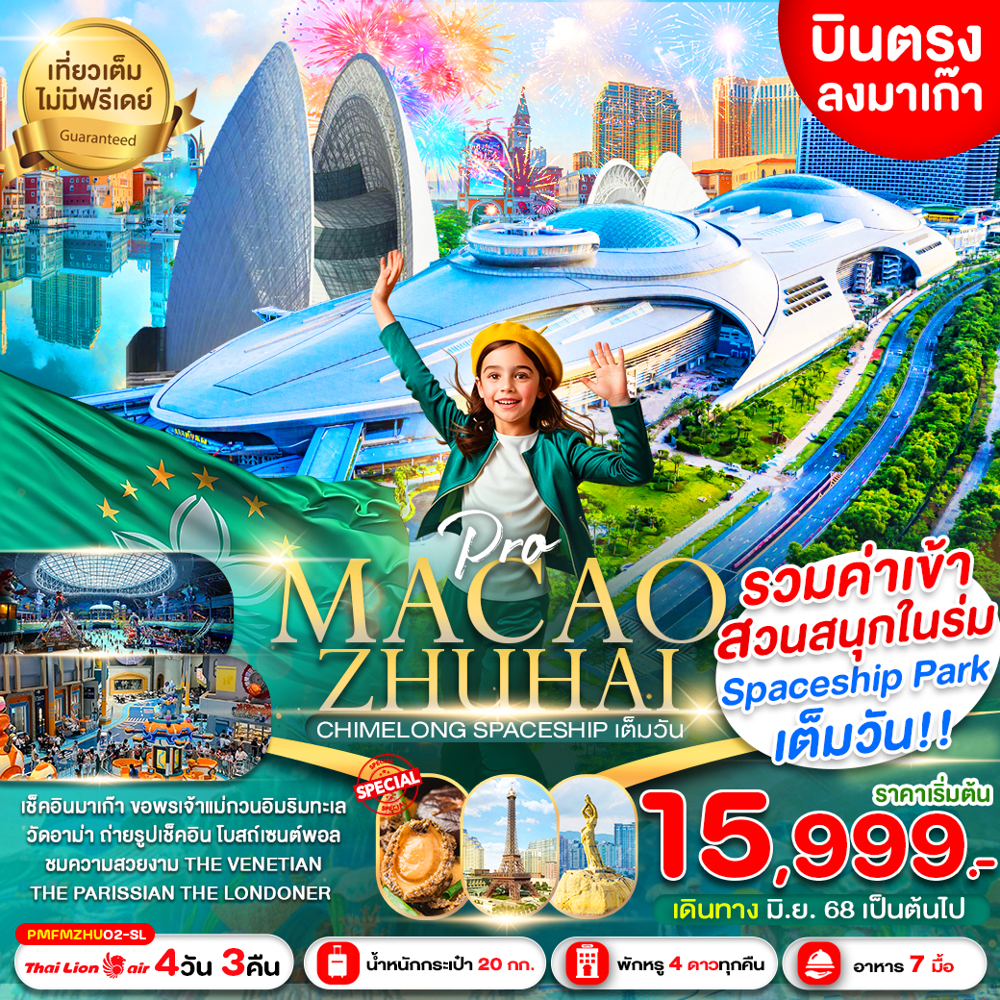 เที่ยวเต็ม
ไม่มีฟรีเดย์
Guaranteed
บินตรง
ลงมาเก๊า
Pro
MACAO
ZHUHAI
CHIMELONG SPACESHIP เต็มวัน
รวมค่าเข้า
สวนสนุกในร่ม
Spaceship Park
เต็มวัน!!
เช็คอินมาเก๊า ขอพรเจ้าแม่กวนอิมริมทะเล
วัดอาม่า ถ่ายรูปเช็คอิน โบสถ์เซนต์พอล
ชมความสวยงาม THE VENETIAN
THE PARISSIAN THE LONDONER
SPECIAL
ราคาเริ่มต้น
15,999.-
เดินทาง มิ.ย. 68 เป็นต้นไป
PMFMZHU02-SL
Thai Lion air 4วัน 3คืน
น้ำหนักกระเป๋า 20 กก.
พักหรู 4 ดาวทุกคืน
อาหาร 7 มื้อ